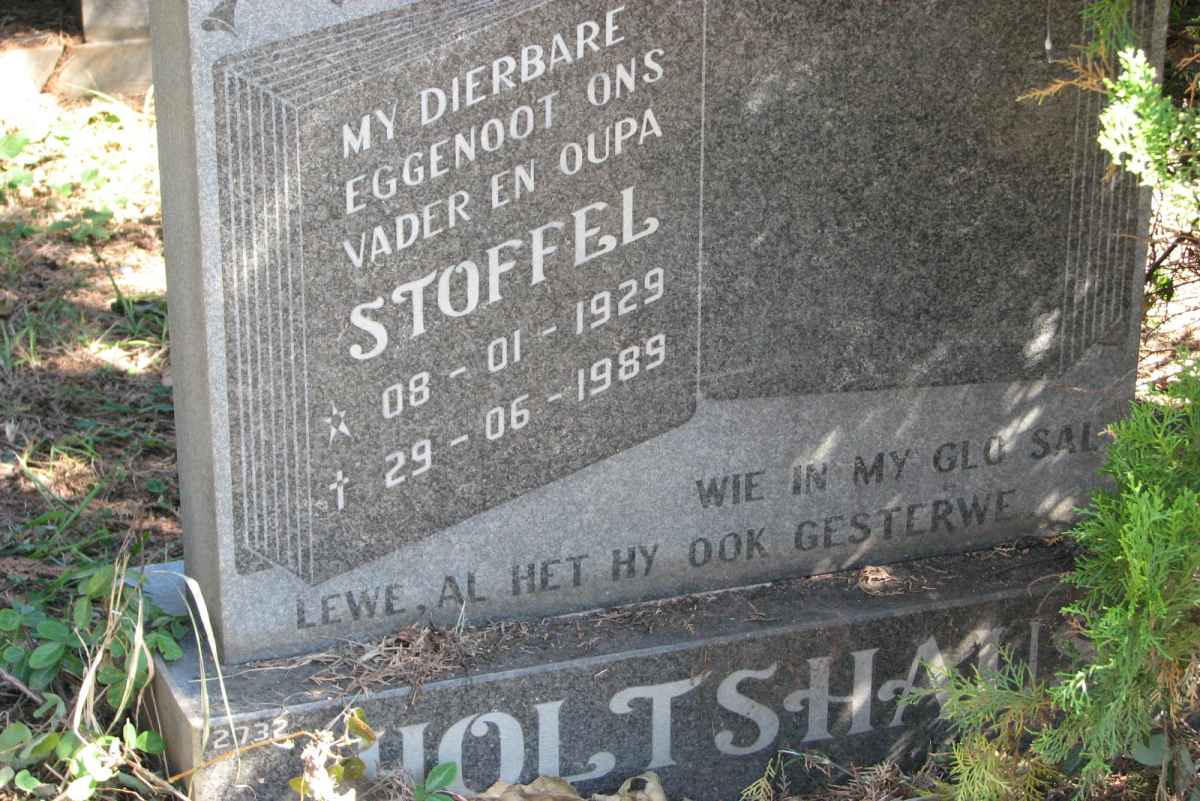 MY DIERBARE
EGGENOOT ONS
VADER EN OUPA
STOFFEL
08 - 01 - 1929
29 - 06 - 1989
WIE IN MY GLO SAL
LEWE, AL HET HY OOK GESTERWE
2732
HOLTSHAU